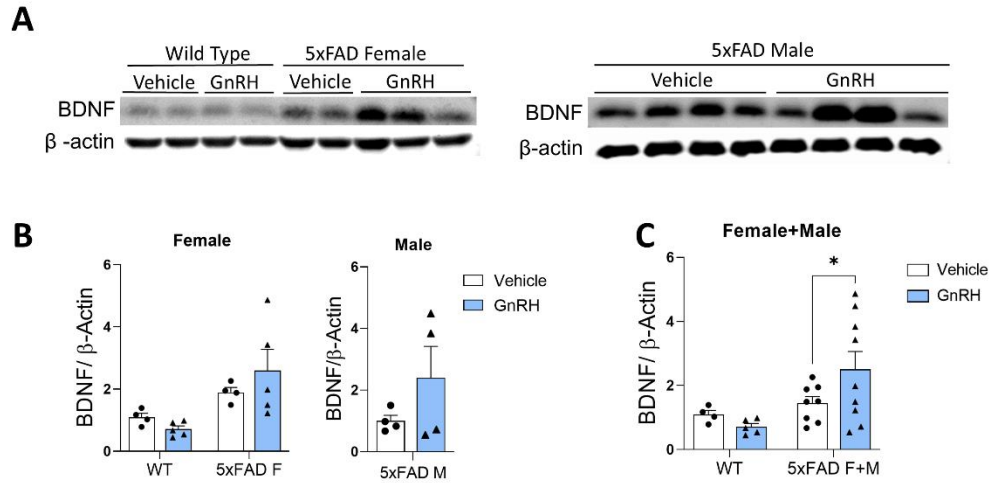 A
Wild Type 5xFAD Female
Vehicle GnRH Vehicle GnRH
BDNF
β -actin
5xFAD Male
Vehicle GnRH
BDNF
β-actin
B
Female
BDNF/ β-Actin
6
4
2
0
WT 5xFAD F
Male
BDNF/β-Actin
6
4
2
0
5xFAD M
Vehicle
GnRH
C
Female+Male
BDNF/ β-Actin
6
4
2
0
*
WT 5xFAD F+M
Vehicle
GnRH